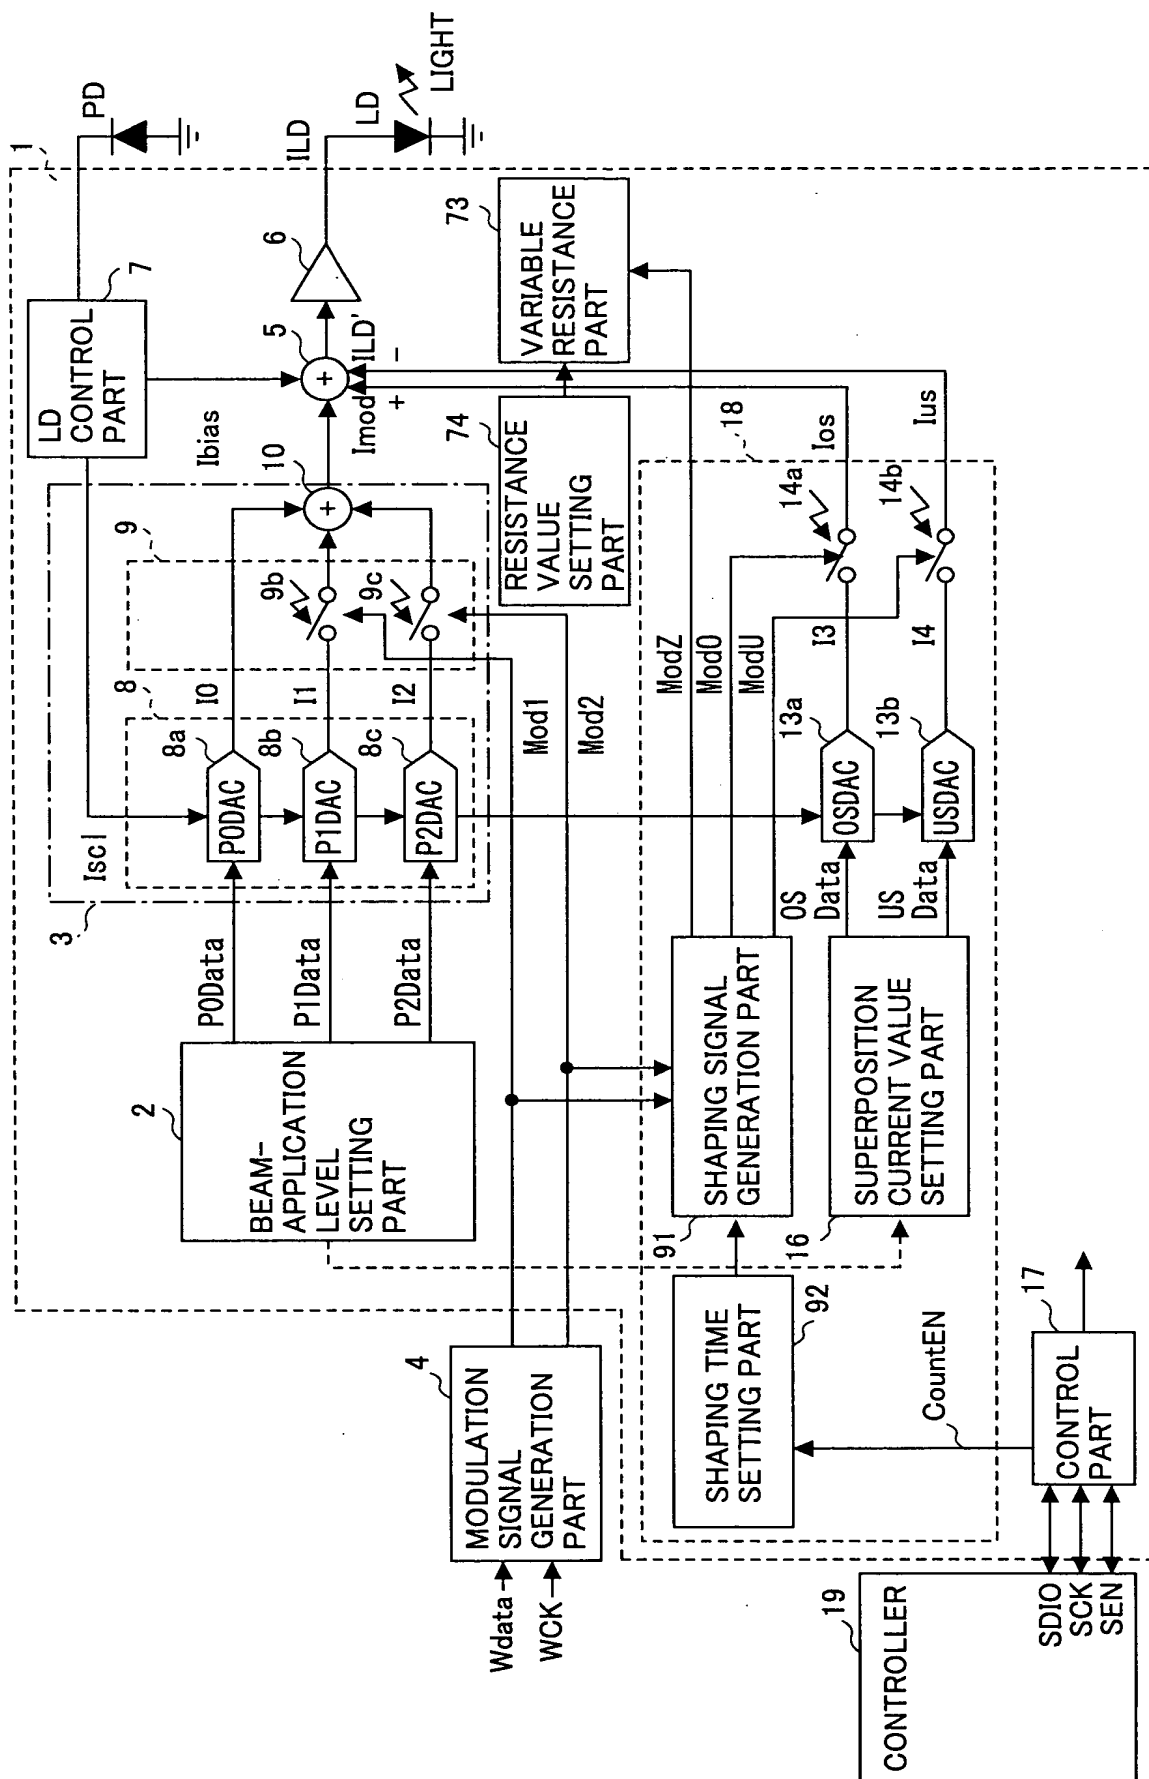 1
PD
LD
CONTROL
PART
7
Ibias
Iscl
3
8
8a
P0DAC
I0
8b
P1DAC
I1
8c
P2DAC
I2
9
9b
9c
10
+
Imod
5
+
ILD'
+
-
6
ILD
LD
LIGHT
2
BEAM-
APPLICATION
LEVEL
SETTING
PART
P0Data
P1Data
P2Data
Mod1
Mod2
74
RESISTANCE
VALUE
SETTING
PART
73
VARIABLE
RESISTANCE
PART
4
MODULATION
SIGNAL
GENERATION
PART
Wdata
WCK
18
ModZ
ModO
ModU
91
SHAPING SIGNAL
GENERATION PART
92
SHAPING TIME
SETTING PART
16
SUPERPOSITION
CURRENT VALUE
SETTING PART
OS
Data
US
Data
13a
OSDAC
I3
13b
USDAC
I4
14a
Ios
14b
Ius
CountEN
17
CONTROL
PART
19
CONTROLLER
SDIO
SCK
SEN